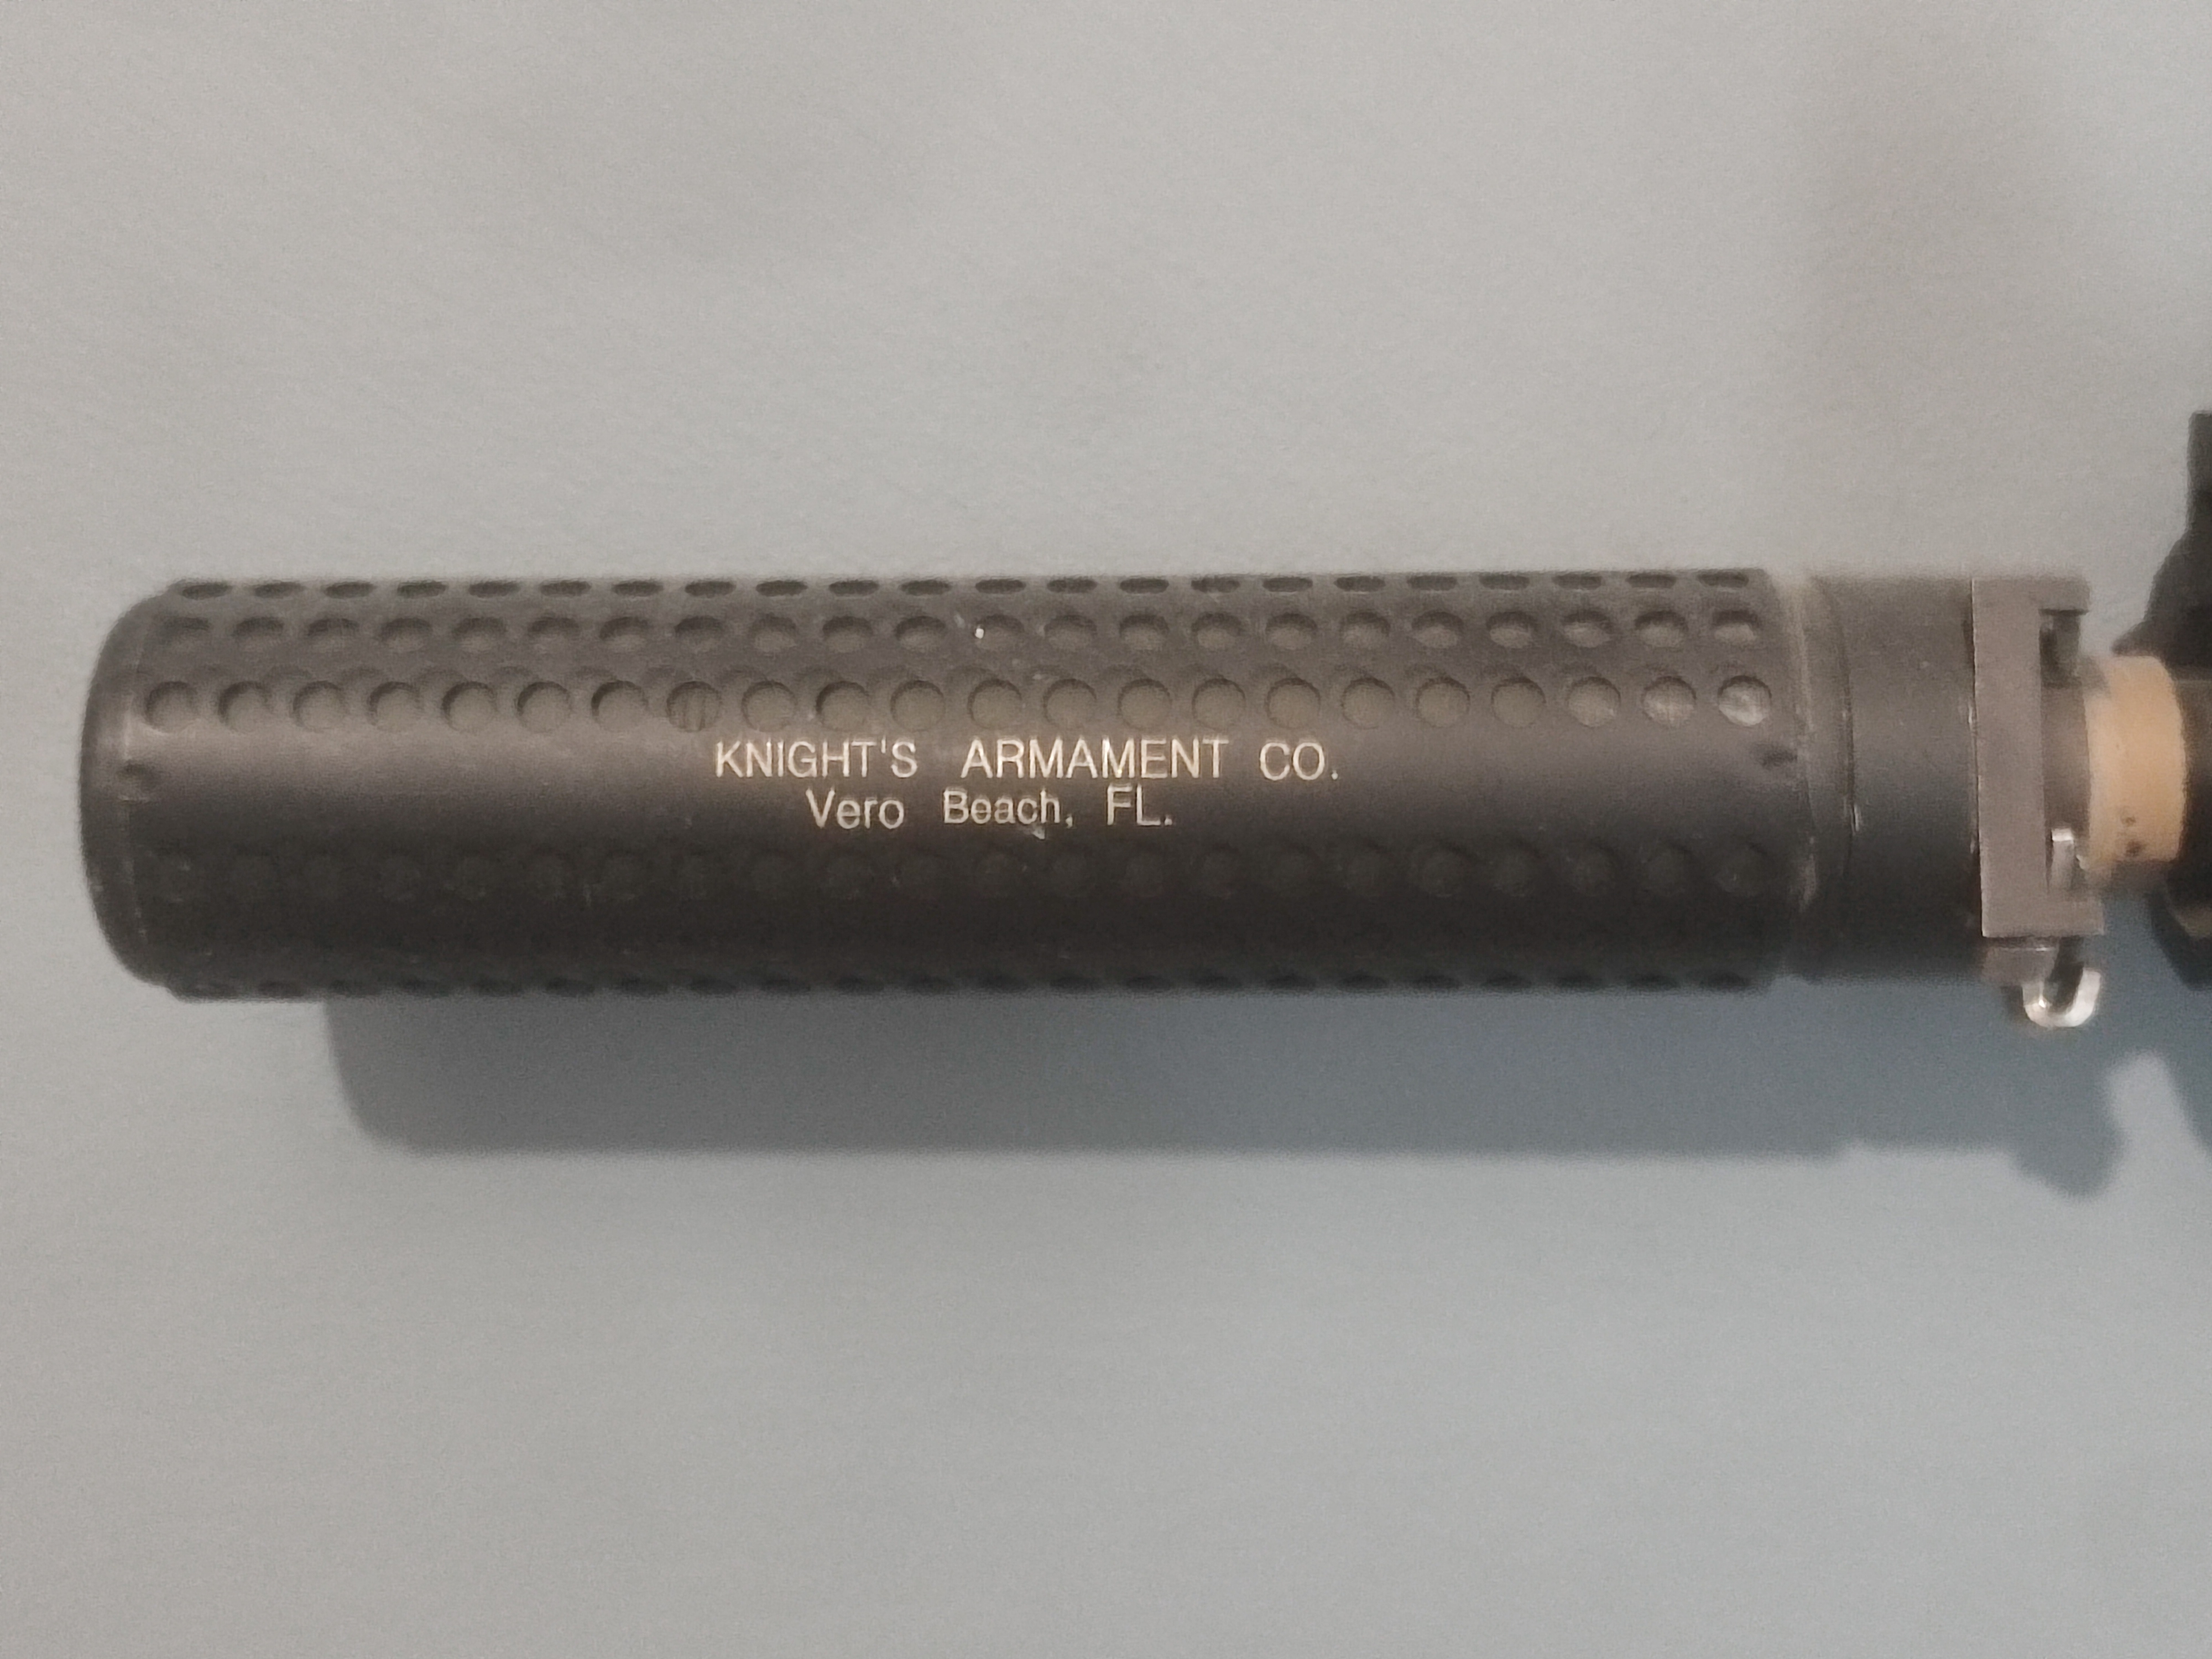 KNIGHT'S ARMAMENT CO.
Vero Beach, FL.